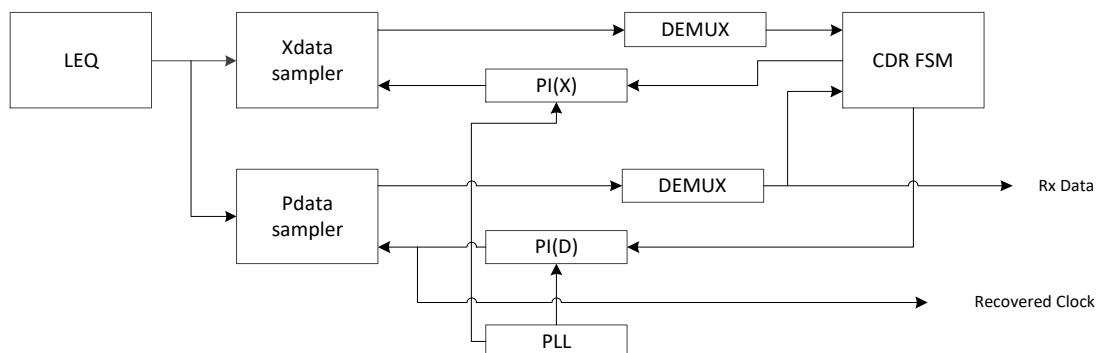 LEQ
Xdata
sampler
DEMUX
CDR FSM
PI(X)
Pdata
sampler
DEMUX
Rx Data
PI(D)
Recovered Clock
PLL